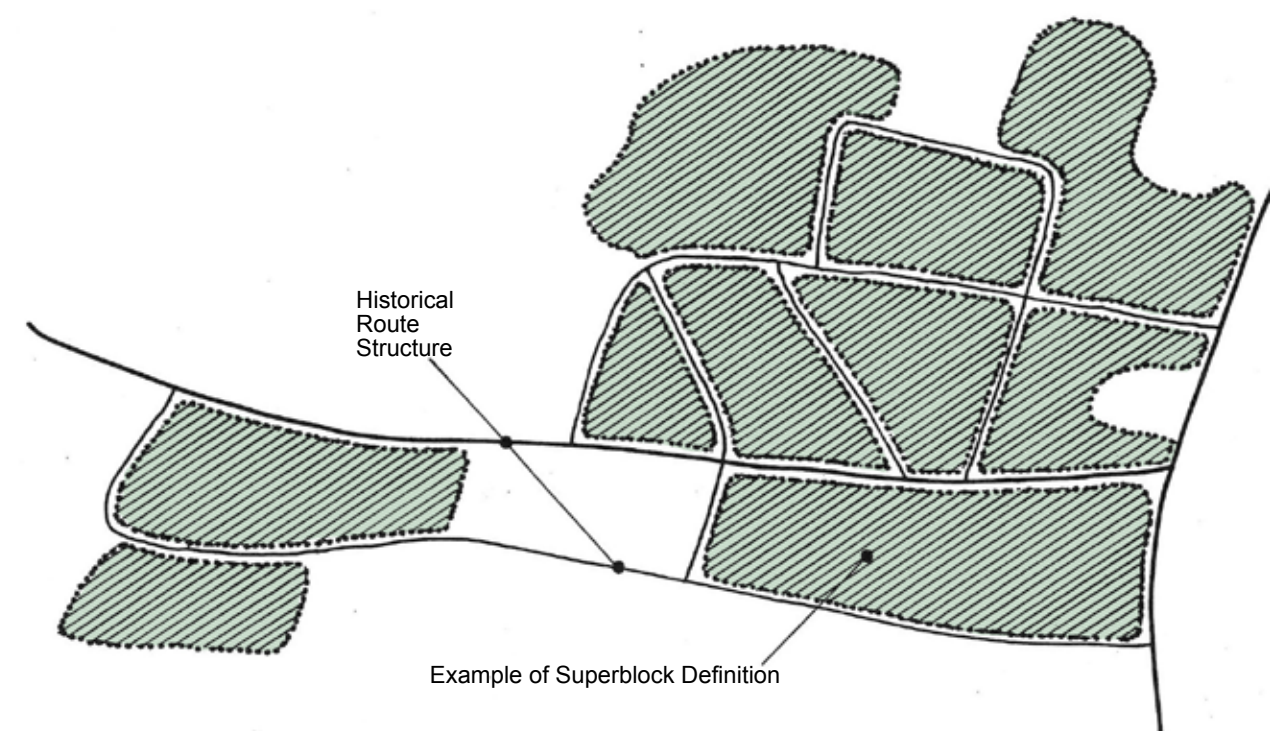 Historical
Route
Structure
Example of Superblock Definition